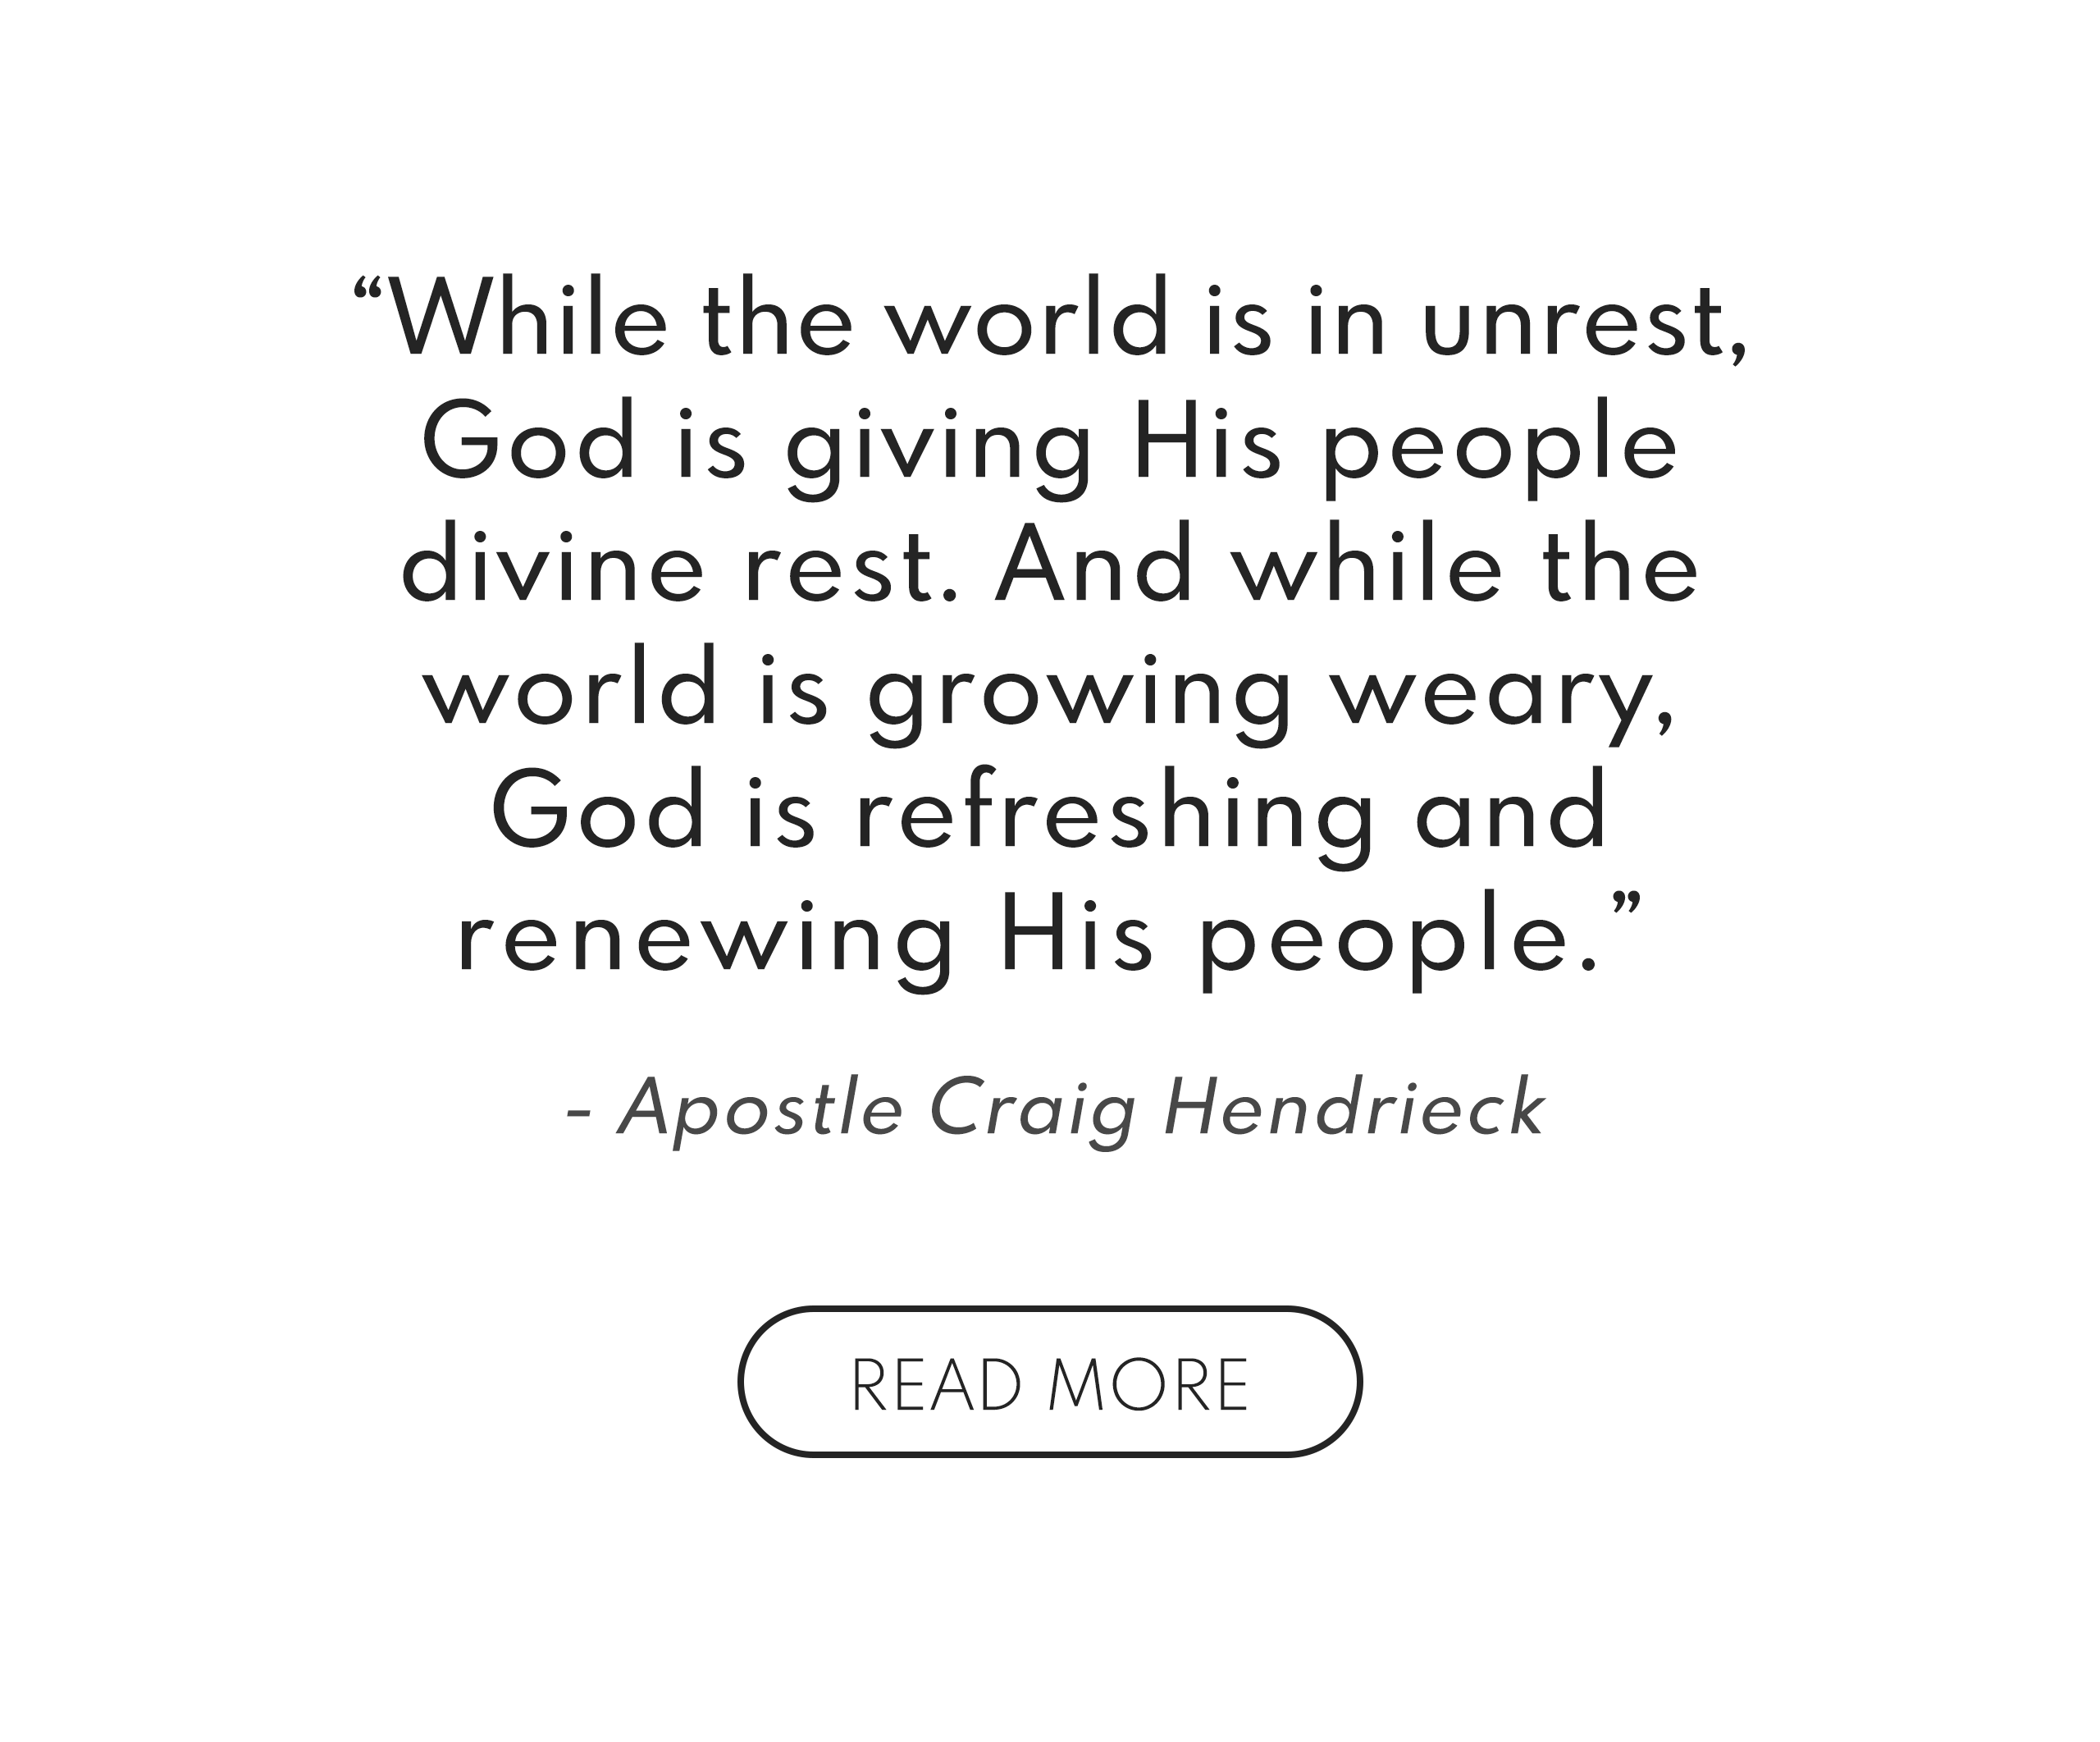 “While the world is in unrest,
God is giving His people
divine rest. And while the
world is growing weary,
God is refreshing and
renewing His people.”
- Apostle Craig Hendrieck
READ MORE